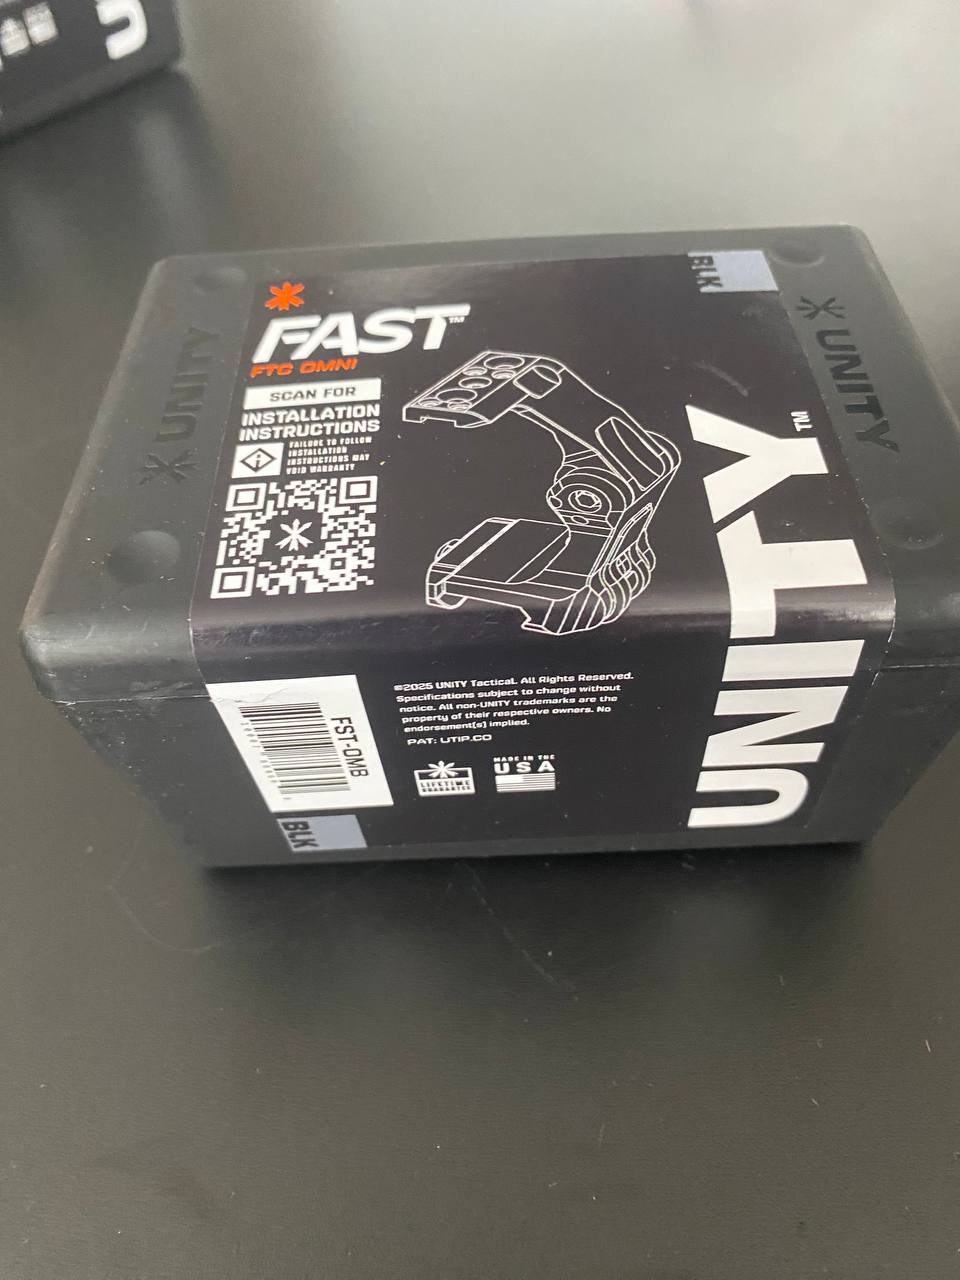 FAST™
FTC OMNI
SCAN FOR
INSTALLATION
INSTRUCTIONS
FAILURE TO FOLLOW
INSTALLATION
INSTRUCTIONS MAY
VOID WARRANTY
BLK
UNITY™
UNITY
UNITY
FST-OMB
BLK
©2025 UNITY Tactical. All Rights Reserved.
Specifications subject to change without
notice. All non-UNITY trademarks are the
property of their respective owners. No
endorsement(s) implied.
PAT: UTIP.CO
LIFETIME
GUARANTEE
MADE IN THE
USA